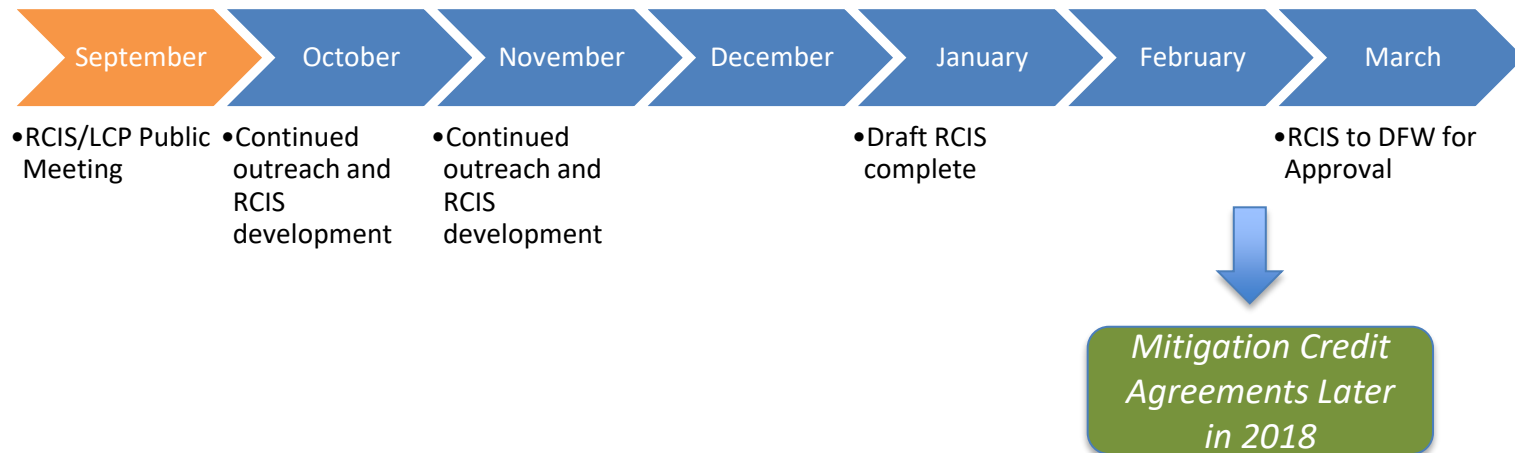 September
October
November
December
January
February
March
•RCIS/LCP Public
Meeting
•Continued
outreach and
RCIS
development
•Continued
outreach and
RCIS
development
•Draft RCIS
complete
•RCIS to DFW for
Approval
Mitigation Credit
Agreements Later
in 2018